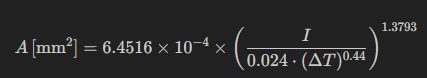 A [mm²] = 6.4516 × 10⁻⁴ × (I / (0.024 · (ΔT)^0.44))^1.3793